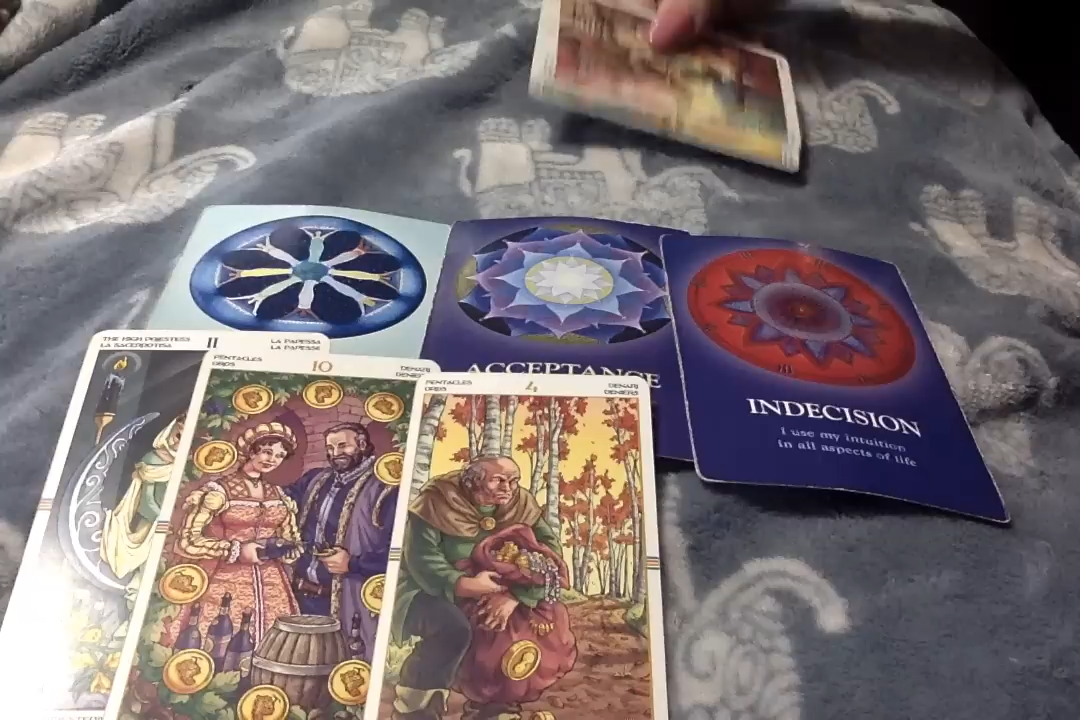 ACCEPTANCE
INDECISION
I use my intuition
in all aspects of life
THE HIGH PRIESTESS
LA SACERDOTISA
II
LA PAPESSA
LA PAPESSE
PENTACLES
OROS
10
DENARI
PENTACLES
OROS
4
DENARI
DENIERS